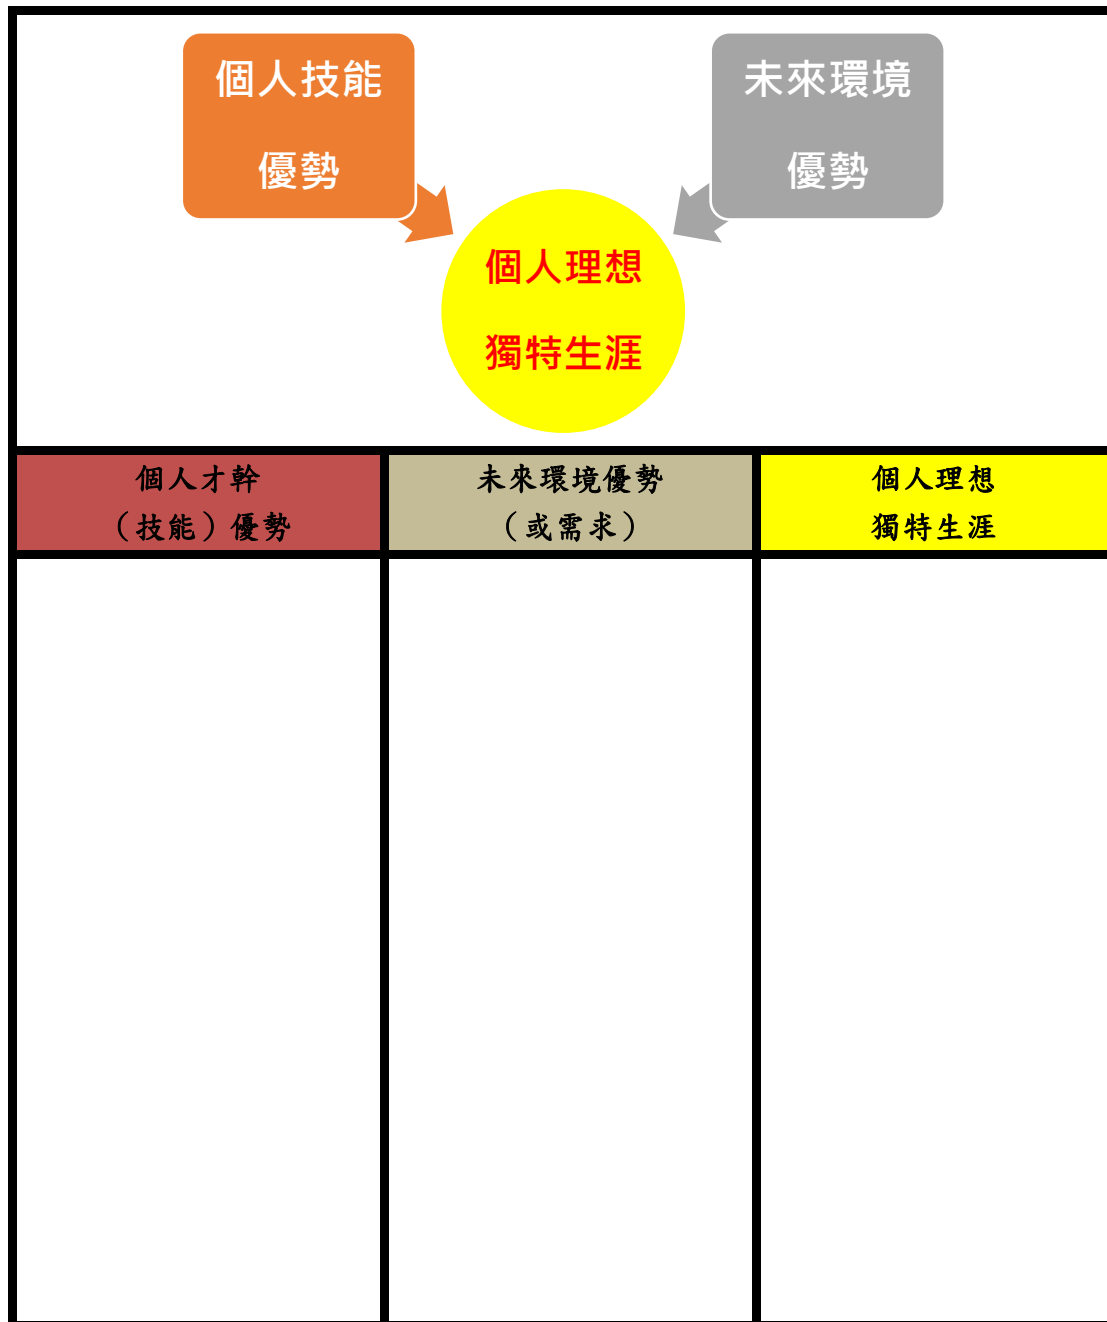 個人技能
優勢
未來環境
優勢
個人理想
獨特生涯
個人才幹
（技能）優勢
未來環境優勢
（或需求）
個人理想
獨特生涯